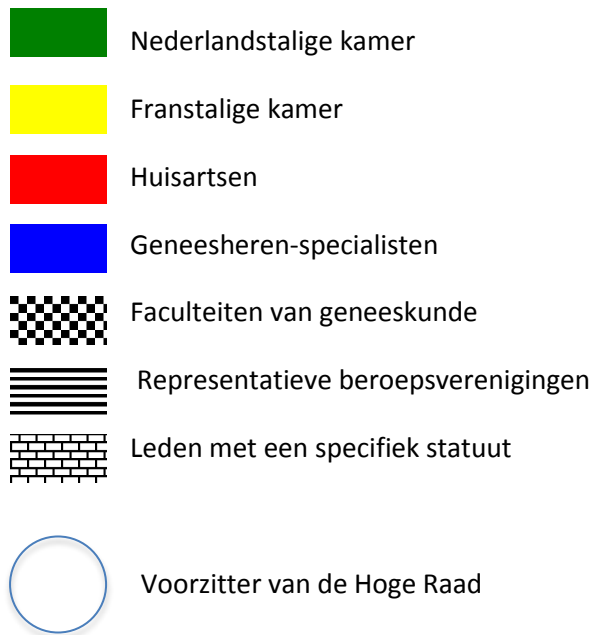 Nederlandstalige kamer
Franstalige kamer
Huisartsen
Geneesheren-specialisten
Faculteiten van geneeskunde
Representatieve beroepsverenigingen
Leden met een specifiek statuut
Voorzitter van de Hoge Raad